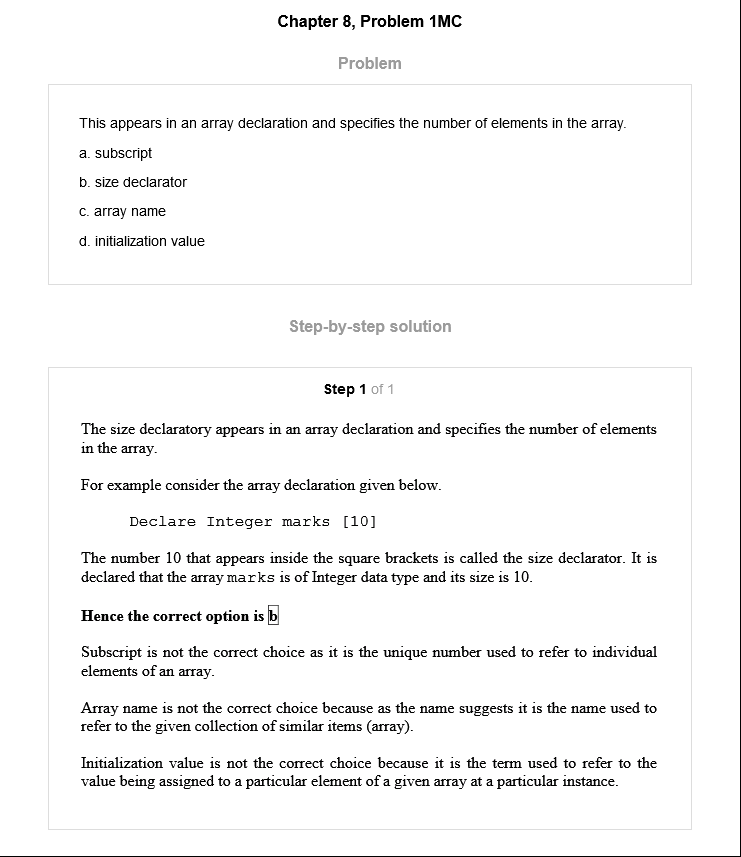 Chapter 8, Problem 1MC
Problem
This appears in an array declaration and specifies the number of elements in the array.
a. subscript
b. size declarator
c. array name
d. initialization value
Step-by-step solution
Step 1 of 1
The size declaratory appears in an array declaration and specifies the number of elements
in the array.
For example consider the array declaration given below.
Declare Integer marks [10]
The number 10 that appears inside the square brackets is called the size declarator. It is
declared that the array marks is of Integer data type and its size is 10.
Hence the correct option is b
Subscript is not the correct choice as it is the unique number used to refer to individual
elements of an array.
Array name is not the correct choice because as the name suggests it is the name used to
refer to the given collection of similar items (array).
Initialization value is not the correct choice because it is the term used to refer to the
value being assigned to a particular element of a given array at a particular instance.